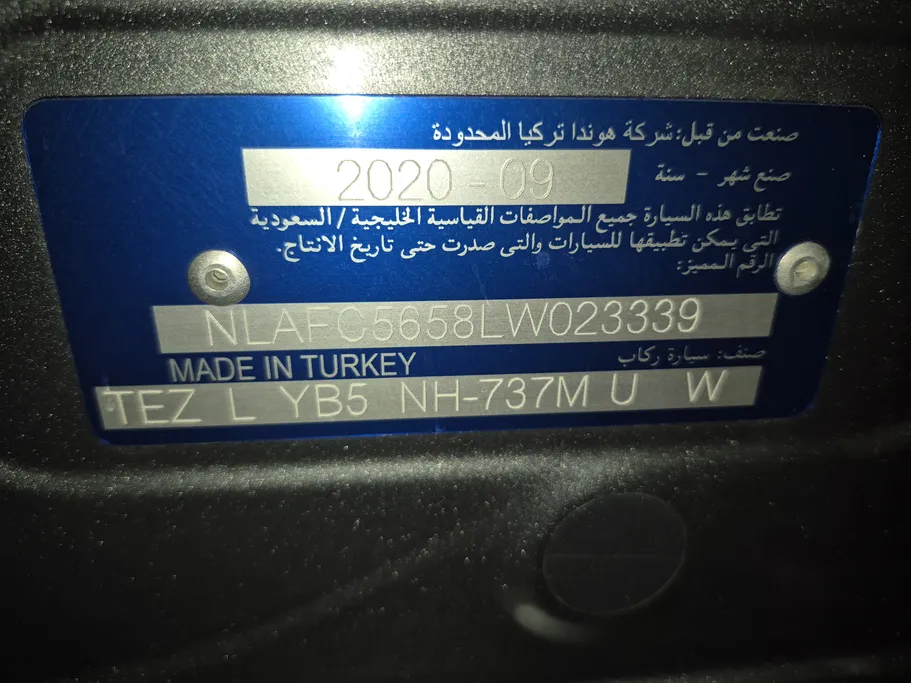 صنعت من قبل: شركة هوندا تركيا المحدودة
صنع شهر - سنة
2020 - 09
تطابق هذه السيارة جميع المواصفات القياسية الخليجية / السعودية
التي يمكن تطبيقها للسيارات والتى صدرت حتى تاريخ الانتاج.
الرقم المميز:
NLAFC5658LW023339
صنف: سيارة ركاب
MADE IN TURKEY
TEZ L YB5 NH-737M U W